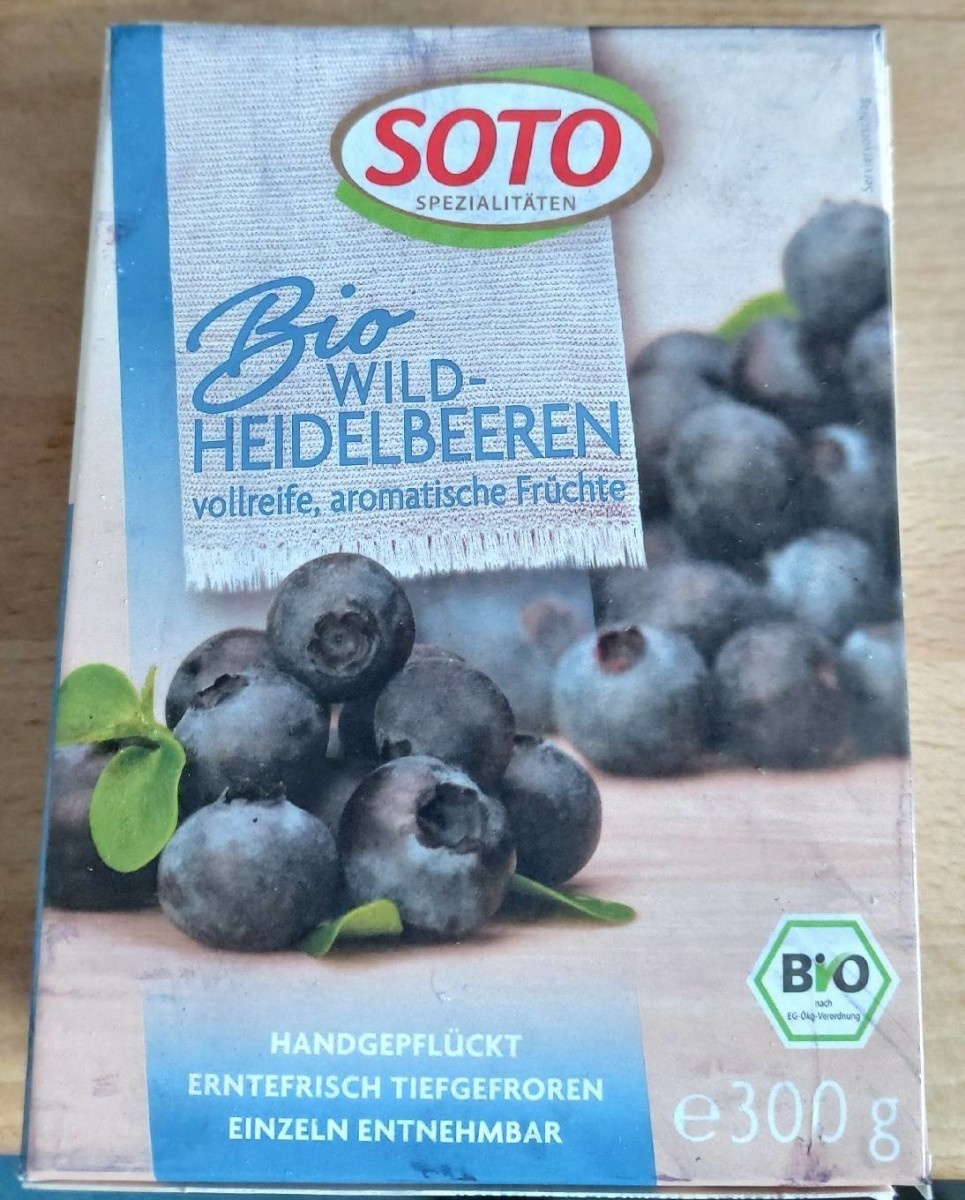 SOTO
SPEZIALITÄTEN
Serviervorschlag
Bio
WILD-
HEIDELBEEREN
vollreife, aromatische Früchte
BIO
nach
EG-Öko-Verordnung
HANDGEPFLÜCKT
ERNTEFRISCH TIEFGEFROREN
EINZELN ENTNEHMBAR
e 300 g